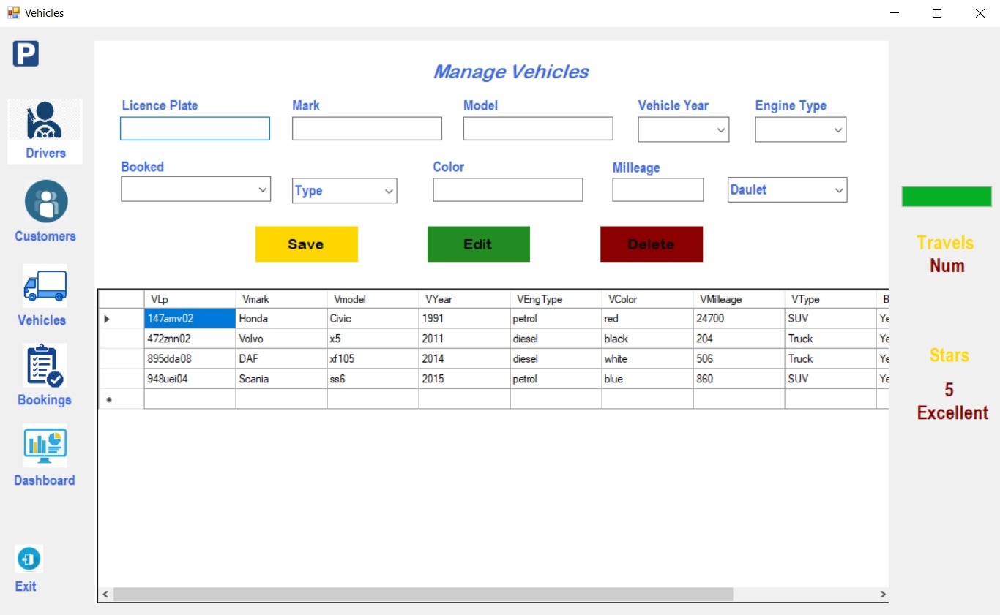 Vehicles
P
Manage Vehicles
Licence Plate Mark Model Vehicle Year Engine Type
Booked Color Milleage
Type Daulet
Save Edit Delete
Drivers
Customers
Vehicles
Bookings
Dashboard
Exit
VLp Vmark Vmodel VYear VEngType VColor VMilleage VType B
147amv02 Honda Civic 1991 petrol red 24700 SUV Ye
472znn02 Volvo x5 2011 diesel black 204 Truck Ye
895dda08 DAF xf105 2014 diesel white 506 Truck Ye
948uei04 Scania ss6 2015 petrol blue 860 SUV Ye
Travels
Num
Stars
5
Excellent